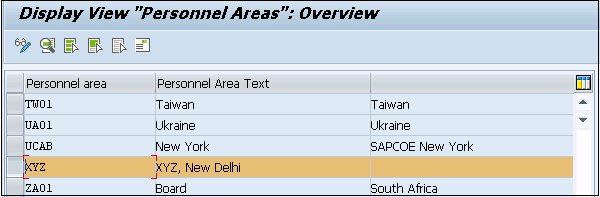 Display View "Personnel Areas": Overview
Personnel area Personnel Area Text
TW01 Taiwan Taiwan
UA01 Ukraine Ukraine
UCAB New York SAPCOE New York
XYZ XYZ, New Delhi
ZA01 Board South Africa